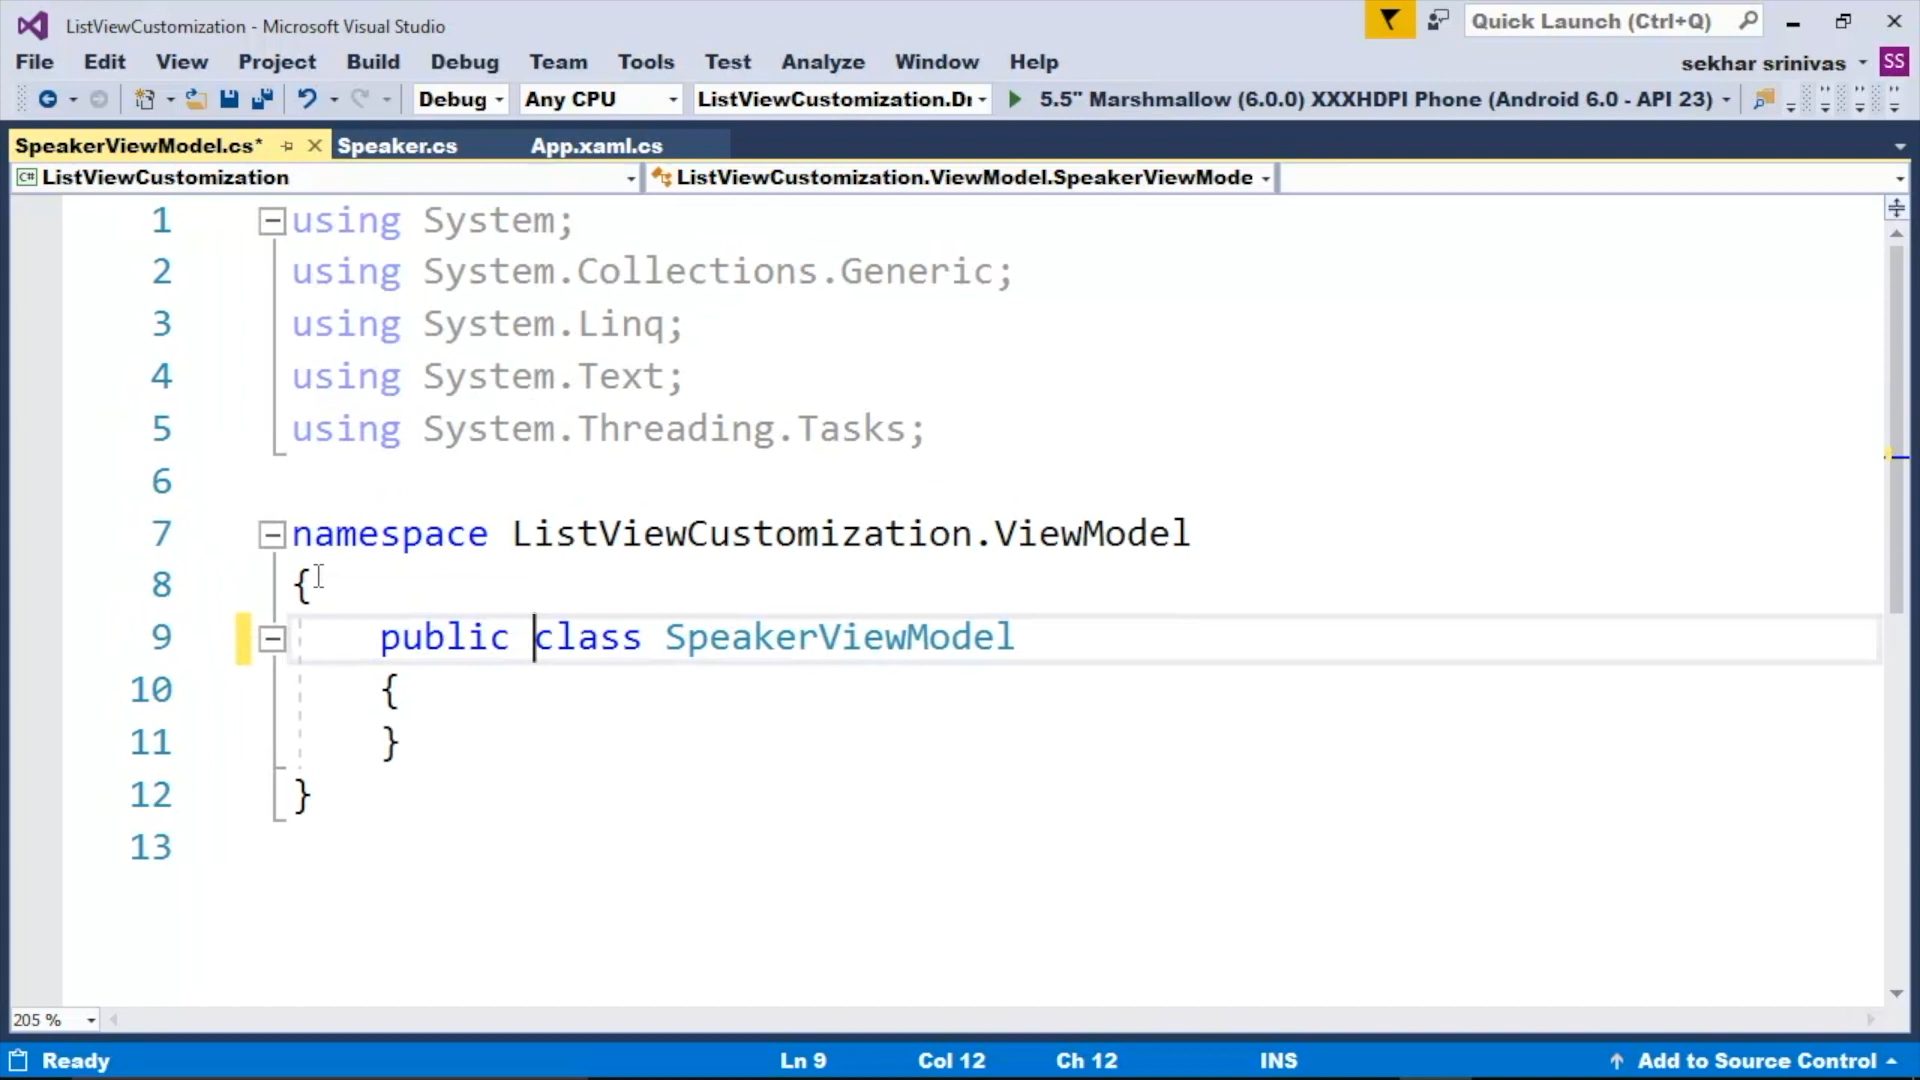 ListViewCustomization - Microsoft Visual Studio
Quick Launch (Ctrl+Q)
File Edit View Project Build Debug Team Tools Test Analyze Window Help
sekhar srinivas SS
Debug Any CPU ListViewCustomization.Dr 5.5" Marshmallow (6.0.0) XXXHDPI Phone (Android 6.0 - API 23)
SpeakerViewModel.cs* Speaker.cs App.xaml.cs
C# ListViewCustomization ListViewCustomization.ViewModel.SpeakerViewMode
1 using System;
2 using System.Collections.Generic;
3 using System.Linq;
4 using System.Text;
5 using System.Threading.Tasks;
6
7 namespace ListViewCustomization.ViewModel
8 {
9 public class SpeakerViewModel
10 {
11 }
12 }
13
205 %
Ready Ln 9 Col 12 Ch 12 INS Add to Source Control